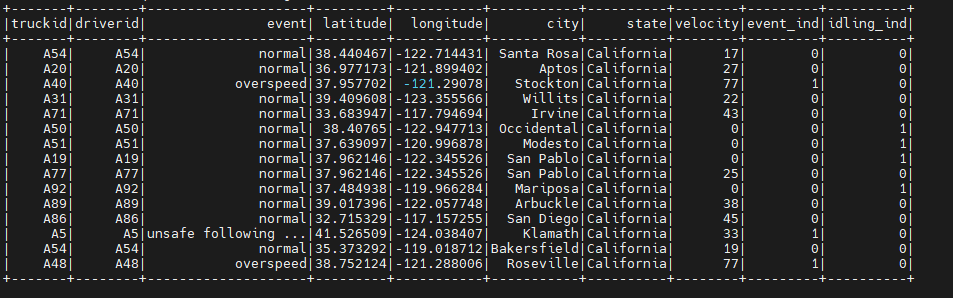 +-------+--------+--------------------+---------+-----------+-----------+----------+--------+---------+----------+
|truckid|driverid|               event| latitude|  longitude|       city|     state|velocity|event_ind|idling_ind|
+-------+--------+--------------------+---------+-----------+-----------+----------+--------+---------+----------+
|    A54|     A54|              normal|38.440467|-122.714431| Santa Rosa|California|      17|        0|         0|
|    A20|     A20|              normal|36.977173|-121.899402|      Aptos|California|      27|        0|         0|
|    A40|     A40|           overspeed|37.957702| -121.29078|   Stockton|California|      77|        1|         0|
|    A31|     A31|              normal|39.409608|-123.355566|    Willits|California|      22|        0|         0|
|    A71|     A71|              normal|33.683947|-117.794694|     Irvine|California|      43|        0|         0|
|    A50|     A50|              normal| 38.40765|-122.947713| Occidental|California|       0|        0|         1|
|    A51|     A51|              normal|37.639097|-120.996878|    Modesto|California|       0|        0|         1|
|    A19|     A19|              normal|37.962146|-122.345526|  San Pablo|California|       0|        0|         1|
|    A77|     A77|              normal|37.962146|-122.345526|  San Pablo|California|      25|        0|         0|
|    A92|     A92|              normal|37.484938|-119.966284|   Mariposa|California|       0|        0|         1|
|    A89|     A89|              normal|39.017396|-122.057748|   Arbuckle|California|      38|        0|         0|
|    A86|     A86|              normal|32.715329|-117.157255|  San Diego|California|      45|        0|         0|
|     A5|      A5|unsafe following ...|41.526509|-124.038407|    Klamath|California|      33|        1|         0|
|    A54|     A54|              normal|35.373292|-119.018712|Bakersfield|California|      19|        0|         0|
|    A48|     A48|           overspeed|38.752124|-121.288006|  Roseville|California|      77|        1|         0|
+-------+--------+--------------------+---------+-----------+-----------+----------+--------+---------+----------+